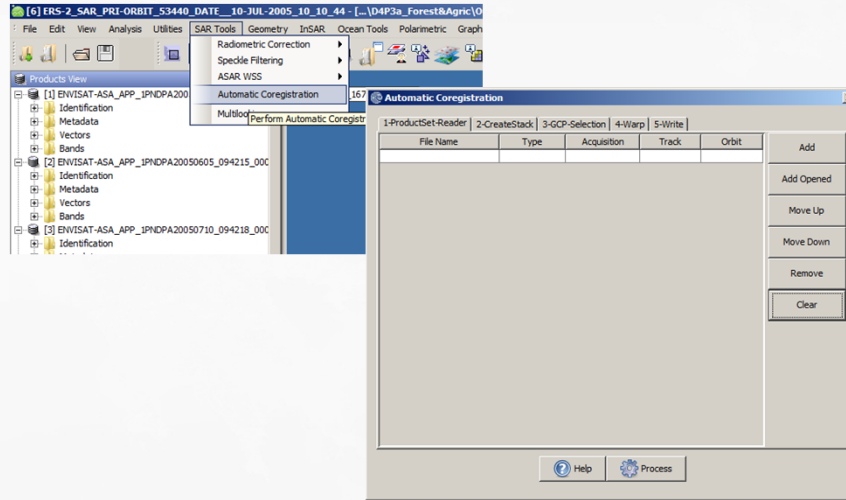 [6] ERS-2_SAR_PRI-ORBIT_53440_DATE__10-JUL-2005_10_10_44 - [...\D4P3a_Forest&Agric\O
File Edit View Analysis Utilities SAR Tools Geometry InSAR Ocean Tools Polarimetric Graph
Radiometric Correction
Speckle Filtering
ASAR WSS
Automatic Coregistration
Perform Automatic Coregistr
Products View
[1] ENVISAT-ASA_APP_1PNDPA200
_167
Identification
Metadata
Vectors
Bands
[2] ENVISAT-ASA_APP_1PNDPA20050605_094215_000
Identification
Metadata
Vectors
Bands
[3] ENVISAT-ASA_APP_1PNDPA20050710_094218_000
Identification
Automatic Coregistration
1-ProductSet-Reader 2-CreateStack 3-GCP-Selection 4-Warp 5-Write
File Name Type Acquisition Track Orbit
Add
Add Opened
Move Up
Move Down
Remove
Clear
Help Process